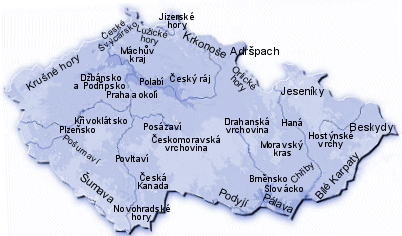 Jizerské
hory
České
Švýcarsko
Lužické
hory
Krkonoše
Adršpach
Máchův
kraj
Krušné hory
Orlické
hory
Džbánsko
a Podřipsko
Polabí
Český ráj
Praha a okolí
Jeseníky
Křivoklátsko
Plzeňsko
Posázaví
Drahanská
vrchovina
Haná
Českomoravská
vrchovina
Hostýnské
vrchy
Beskydy
Pošumaví
Povltaví
Moravský
kras
Šumava
Česká
Kanada
Brněnsko
Slovácko
Chřiby
Bílé Karpaty
Novohradské
hory
Podyjí
Pálava